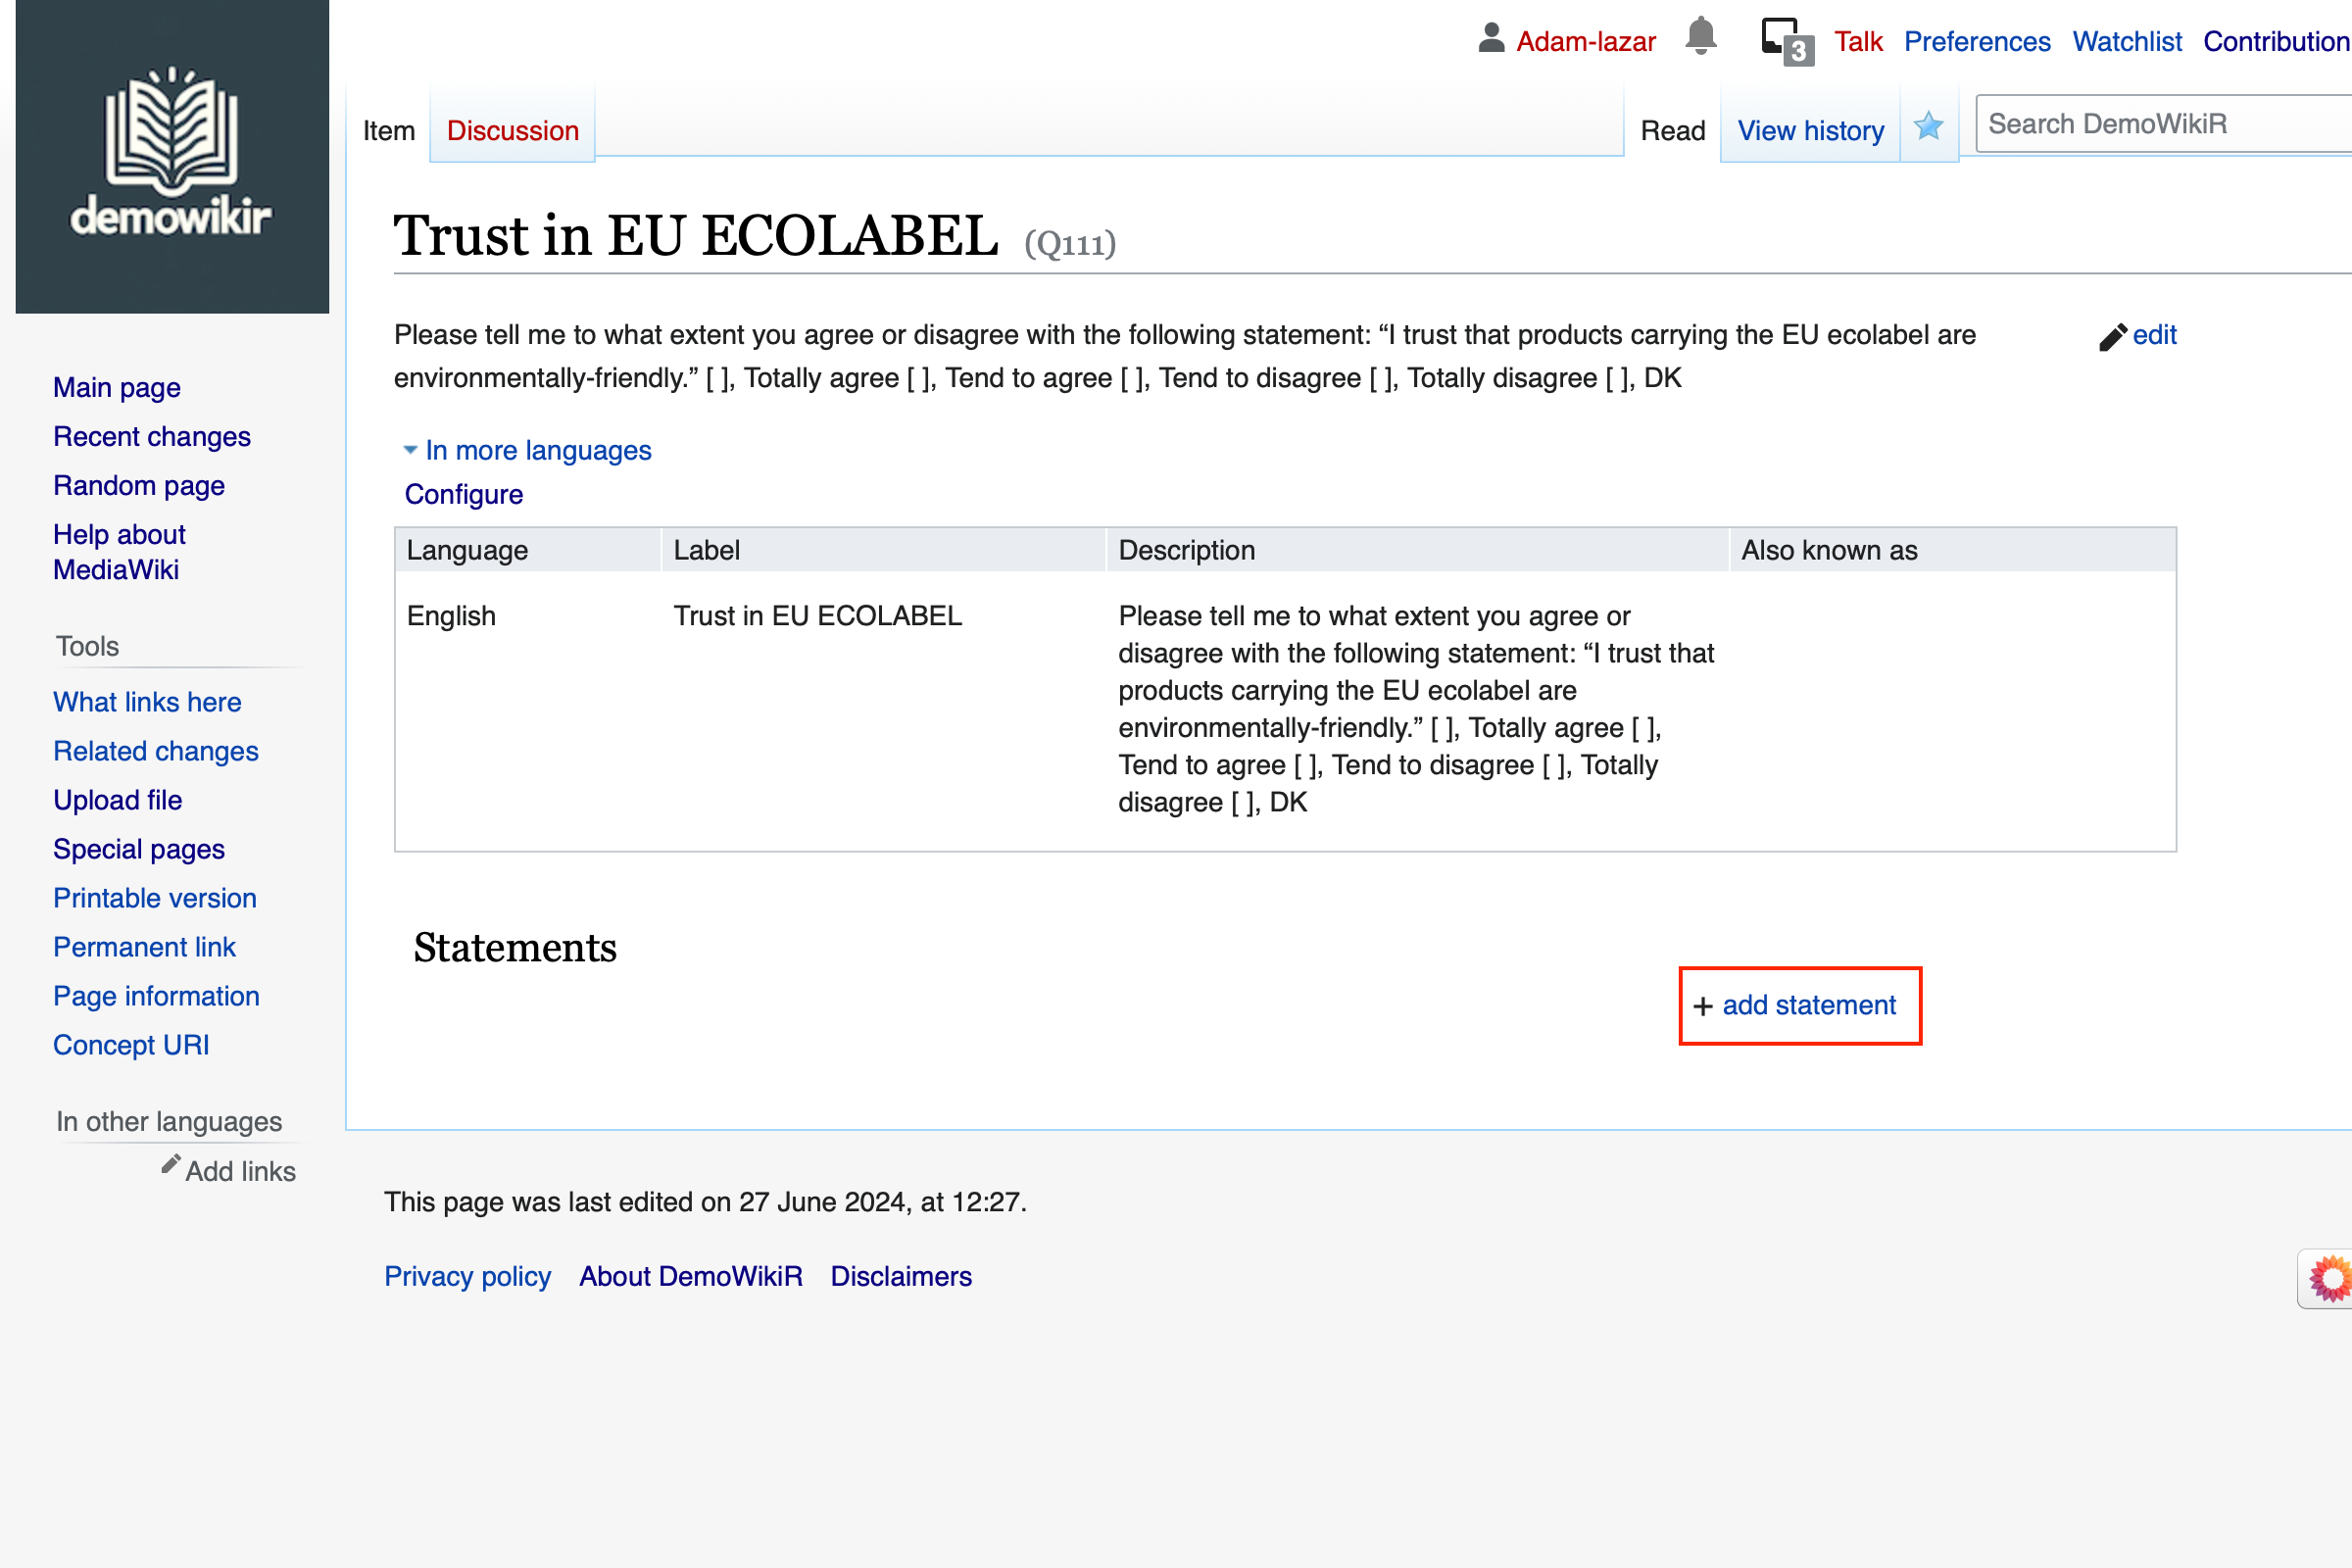 demowikir
Adam-lazar 3 Talk Preferences Watchlist Contribution
Item Discussion Read View history Search DemoWikiR
Trust in EU ECOLABEL (Q111)
Please tell me to what extent you agree or disagree with the following statement: “I trust that products carrying the EU ecolabel are
environmentally-friendly.” [ ], Totally agree [ ], Tend to agree [ ], Tend to disagree [ ], Totally disagree [ ], DK
edit
In more languages
Configure
Language Label Description Also known as
English Trust in EU ECOLABEL Please tell me to what extent you agree or
disagree with the following statement: “I trust that
products carrying the EU ecolabel are
environmentally-friendly.” [ ], Totally agree [ ],
Tend to agree [ ], Tend to disagree [ ], Totally
disagree [ ], DK
Statements
+ add statement
Main page
Recent changes
Random page
Help about
MediaWiki
Tools
What links here
Related changes
Upload file
Special pages
Printable version
Permanent link
Page information
Concept URI
In other languages
Add links
This page was last edited on 27 June 2024, at 12:27.
Privacy policy About DemoWikiR Disclaimers